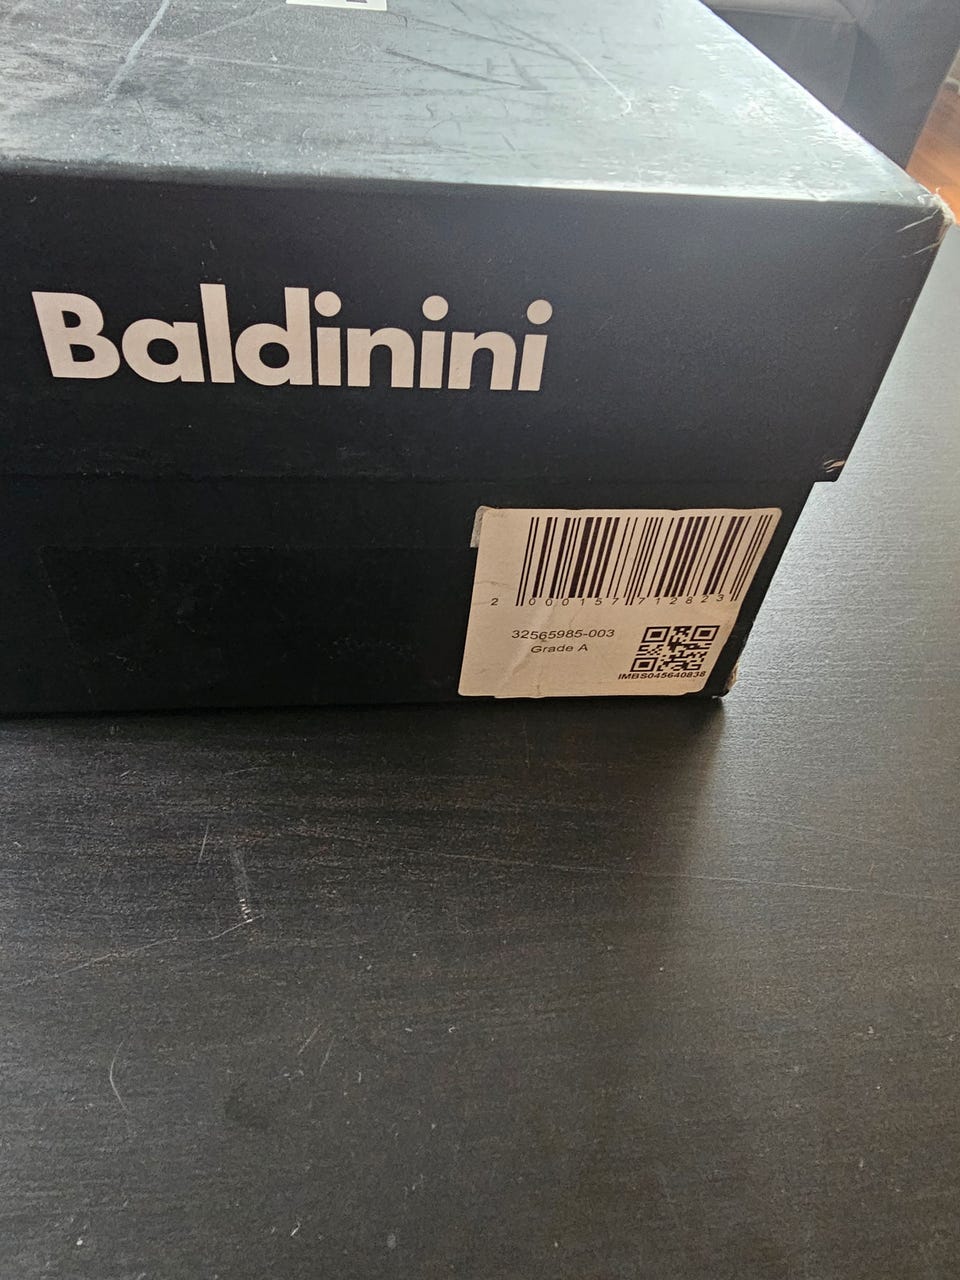 Baldinini
2 000157 712823
32565985-003
Grade A
IMBS045640838